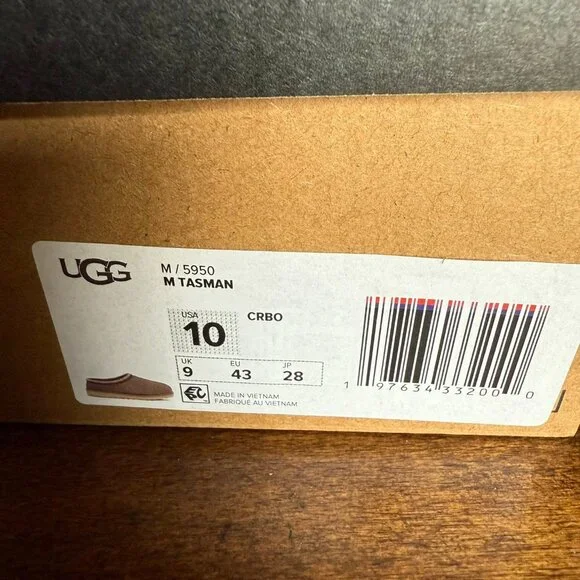 UGG
M / 5950
M TASMAN
USA
10
CRBO
UK EU JP
9 43 28
MADE IN VIETNAM
FABRIQUÉ AU VIETNAM
1 97634 33200 0